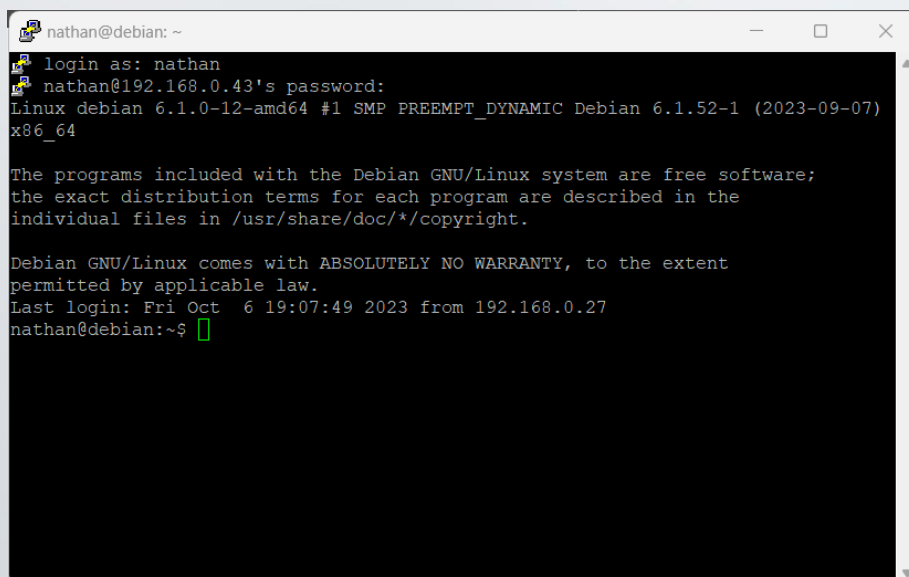 nathan@debian: ~
login as: nathan
nathan@192.168.0.43's password:
Linux debian 6.1.0-12-amd64 #1 SMP PREEMPT_DYNAMIC Debian 6.1.52-1 (2023-09-07)
x86_64
The programs included with the Debian GNU/Linux system are free software;
the exact distribution terms for each program are described in the
individual files in /usr/share/doc/*/copyright.
Debian GNU/Linux comes with ABSOLUTELY NO WARRANTY, to the extent
permitted by applicable law.
Last login: Fri Oct  6 19:07:49 2023 from 192.168.0.27
nathan@debian:~$